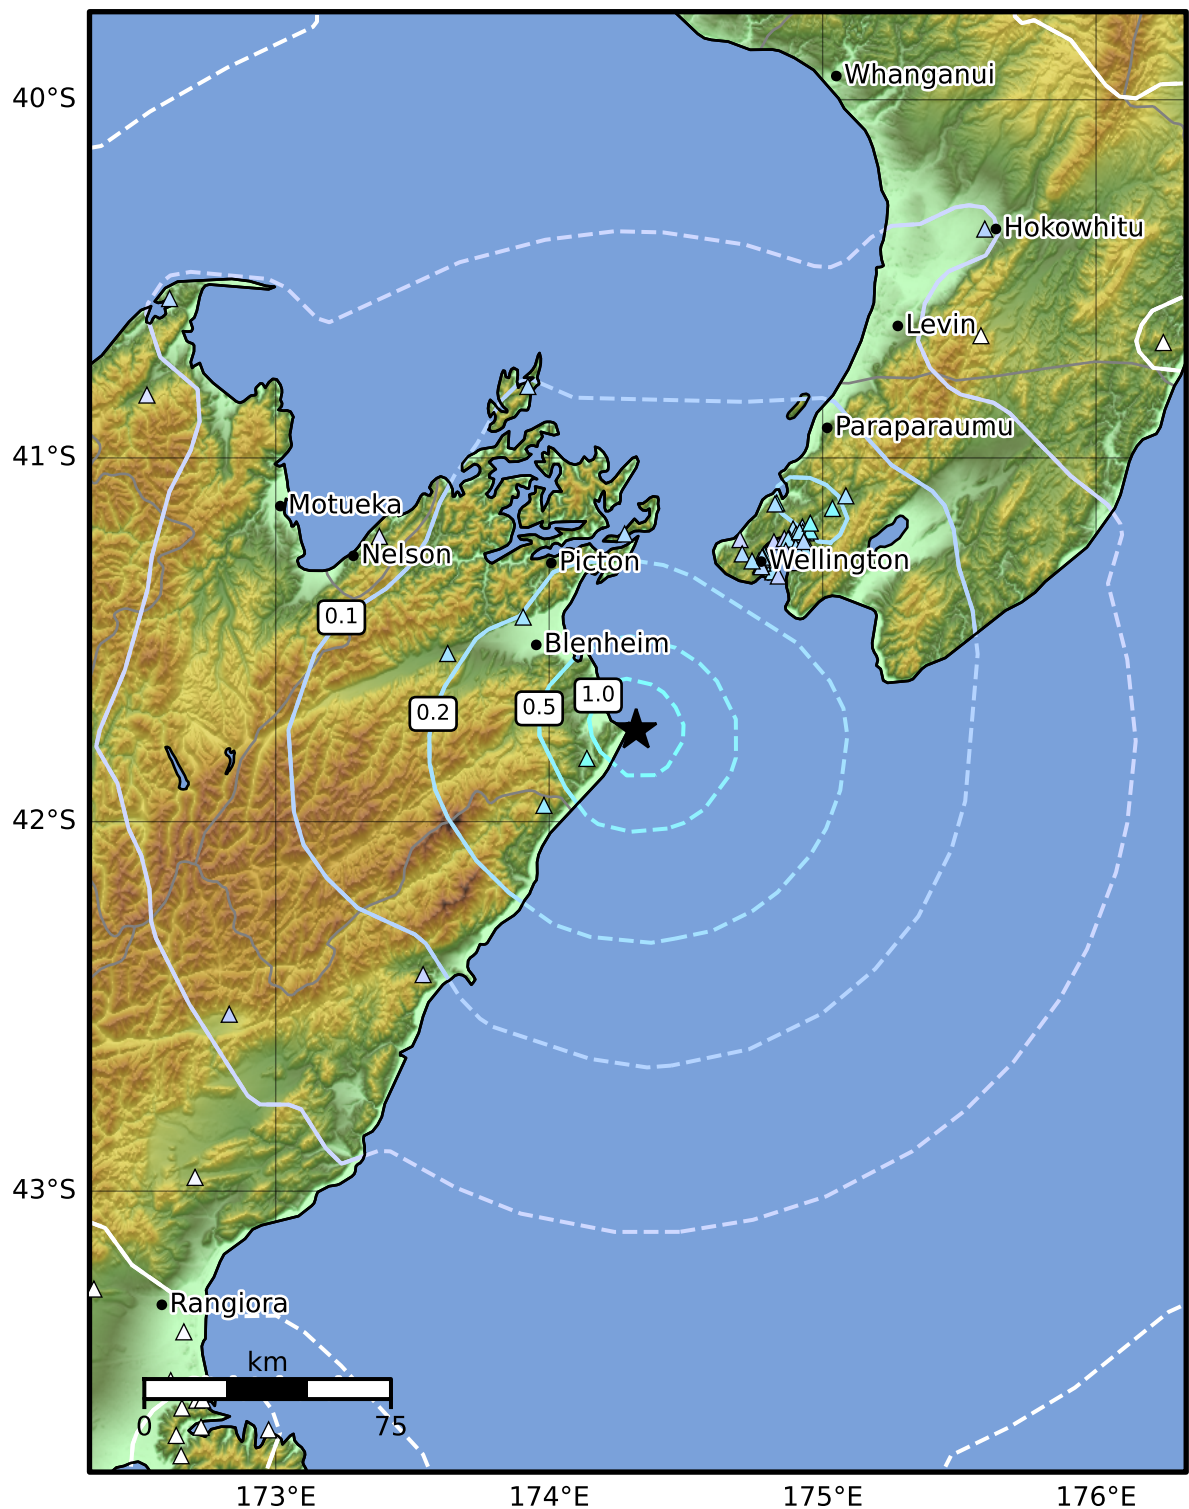 Whanganui
40°S
Hokowhitu
Levin
Paraparaumu
41°S
Motueka
Nelson
Picton
Wellington
0.1
Blenheim
1.0
0.5
0.2
42°S
43°S
Rangiora
km
0 75
173°E 174°E 175°E 176°E